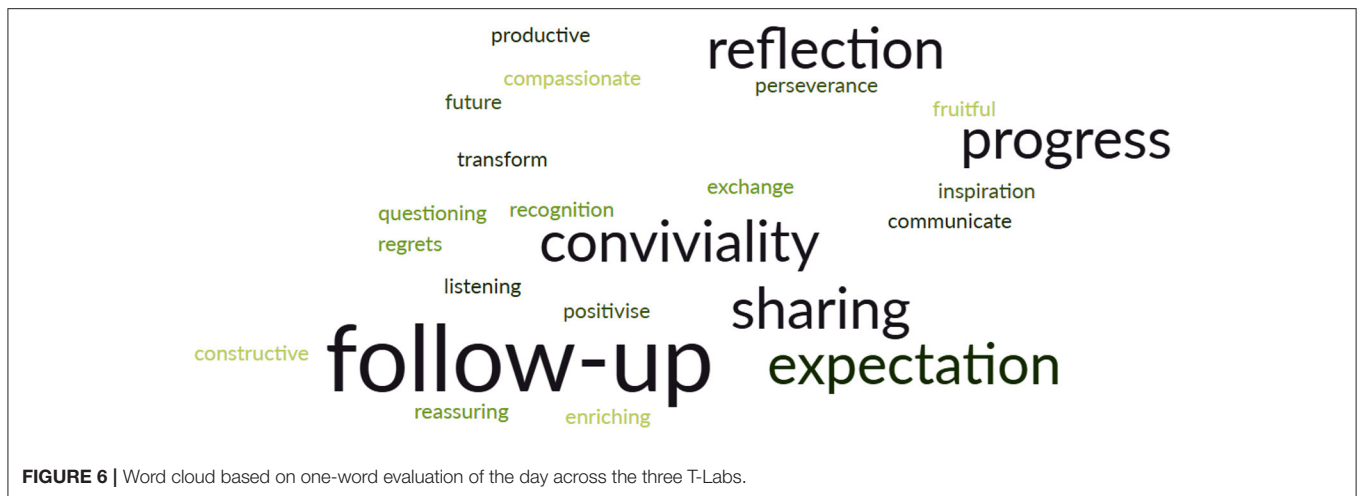 productive
reflection
compassionate
perseverance
future
fruitful
progress
transform
exchange
inspiration
questioning
recognition
communicate
regrets
conviviality
listening
positivise
sharing
constructive
follow-up
expectation
reassuring
enriching
FIGURE 6 | Word cloud based on one-word evaluation of the day across the three T-Labs.